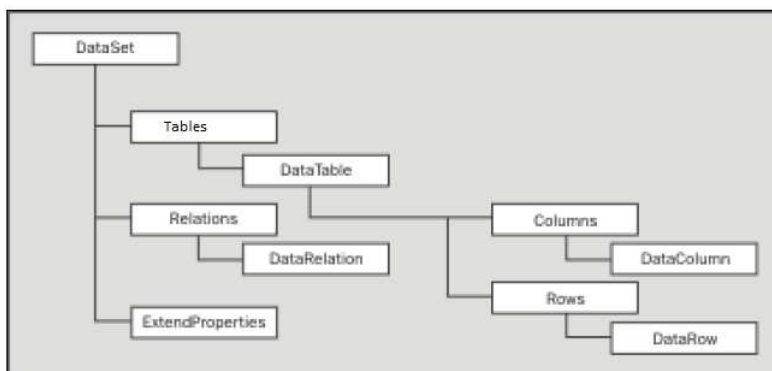 DataSet
Tables
DataTable
Relations
Columns
DataRelation
DataColumn
Rows
ExtendProperties
DataRow